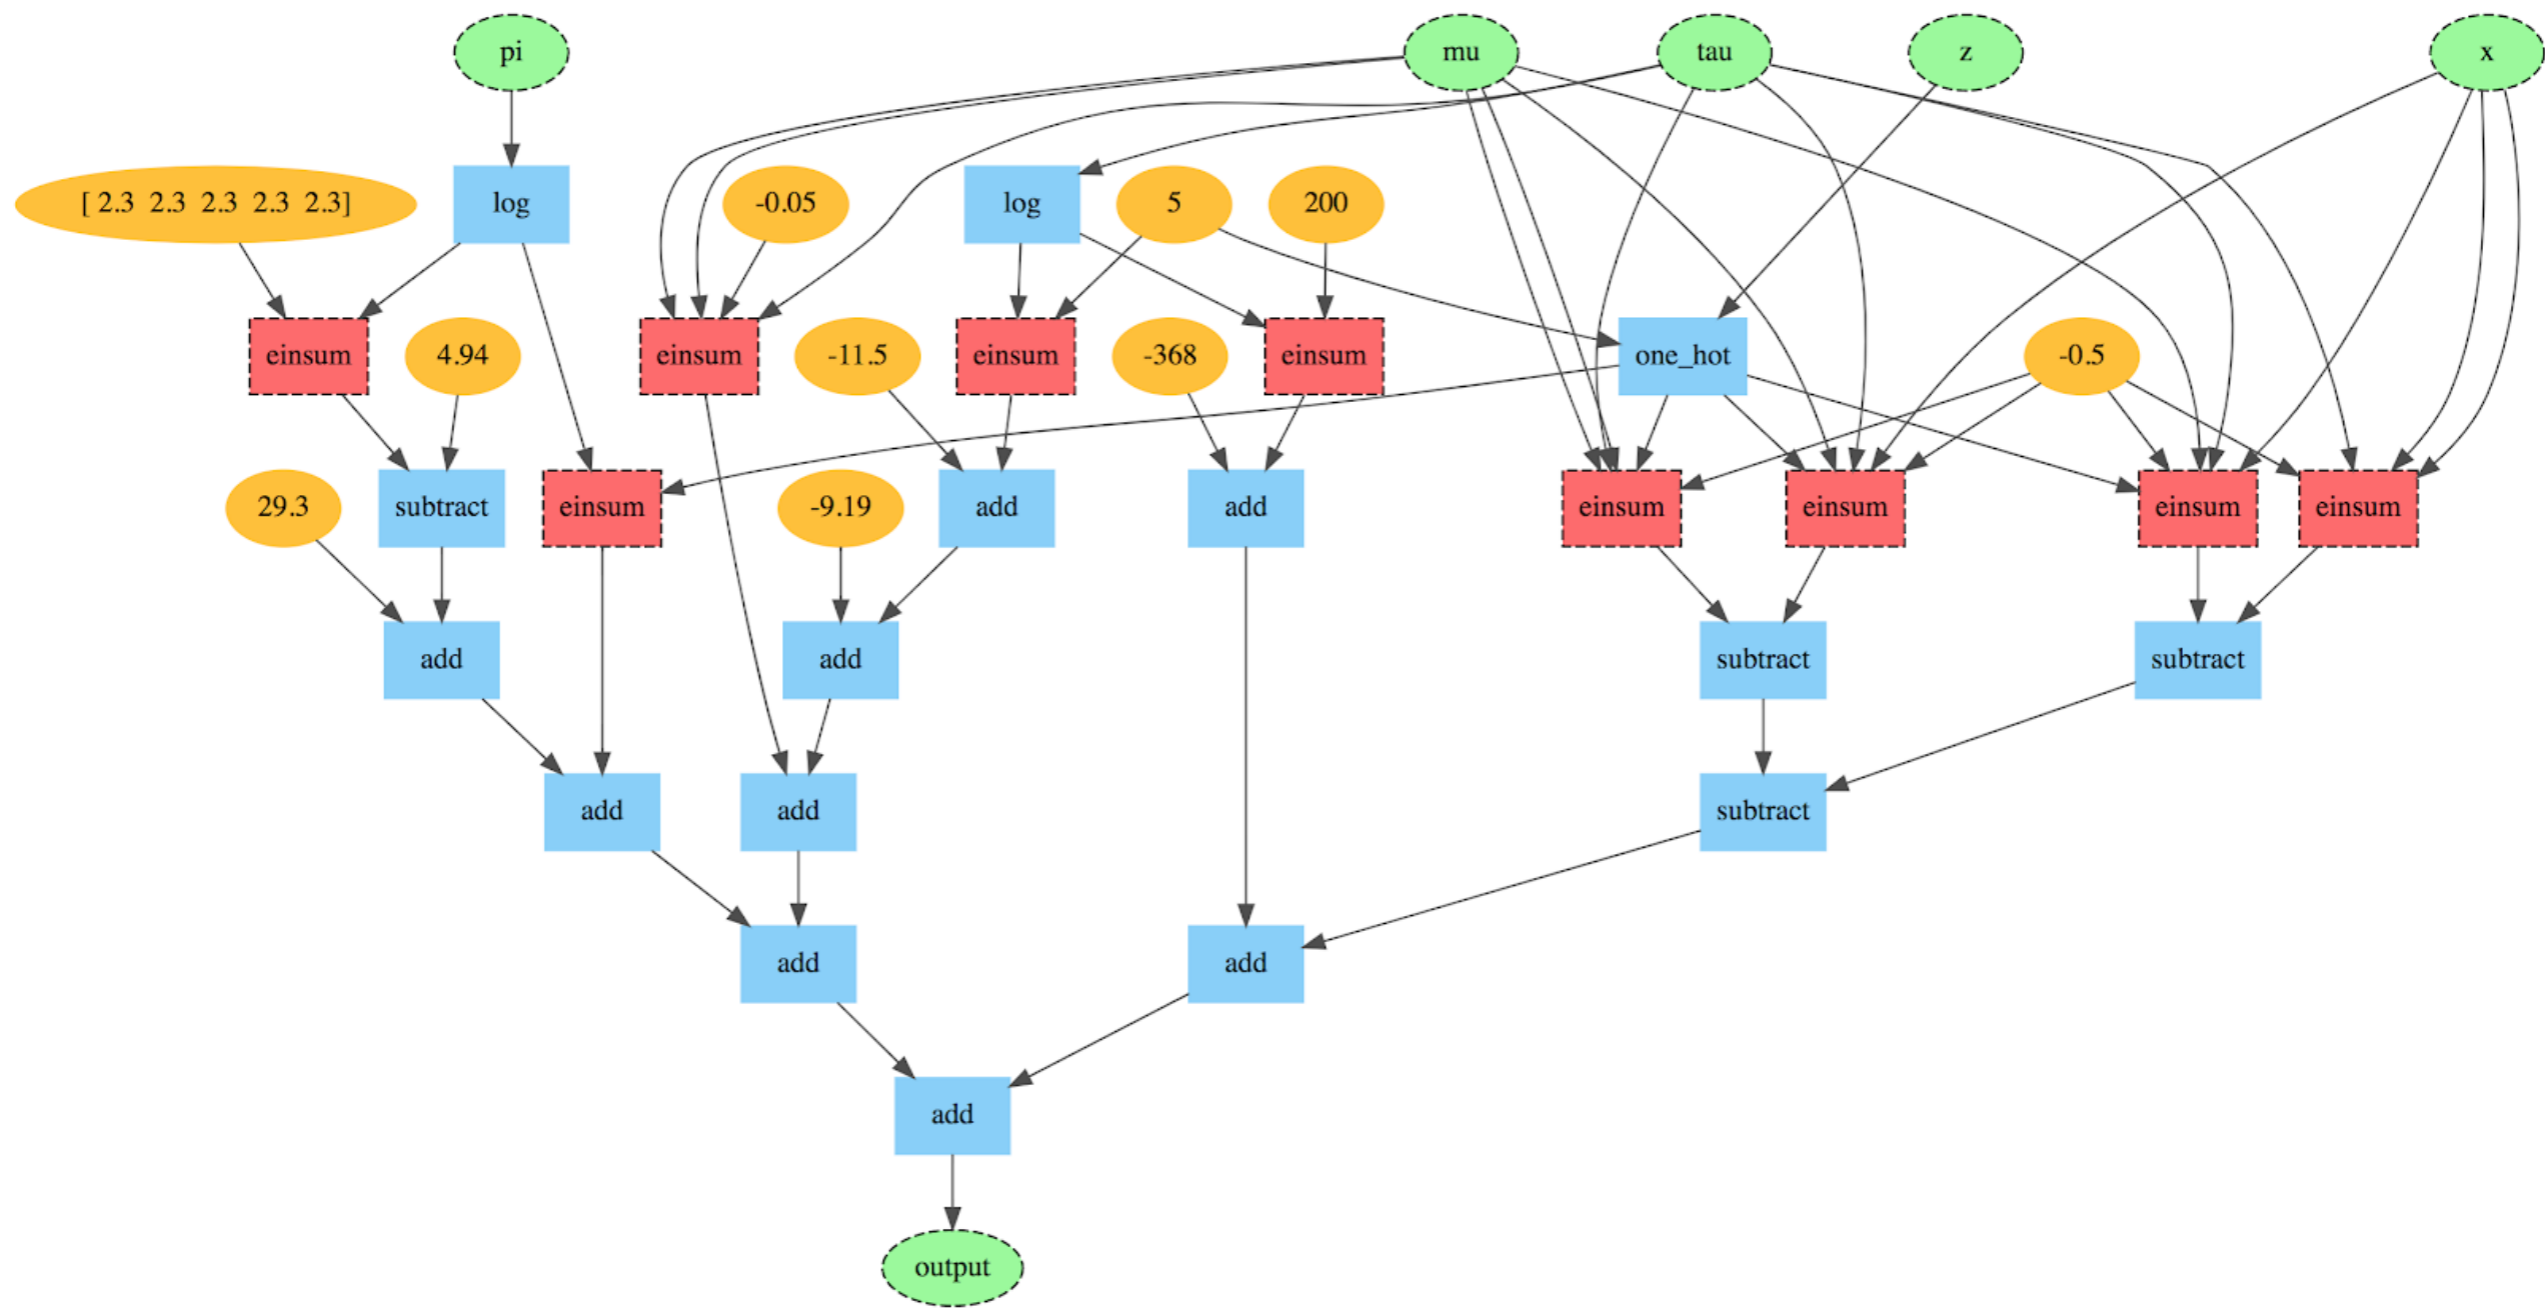 pi
mu
tau
z
x
[ 2.3 2.3 2.3 2.3 2.3]
log
-0.05
log
5
200
einsum
4.94
einsum
-11.5
einsum
-368
einsum
one_hot
-0.5
29.3
subtract
einsum
-9.19
add
add
einsum
einsum
einsum
einsum
add
add
subtract
subtract
add
add
subtract
add
add
add
output